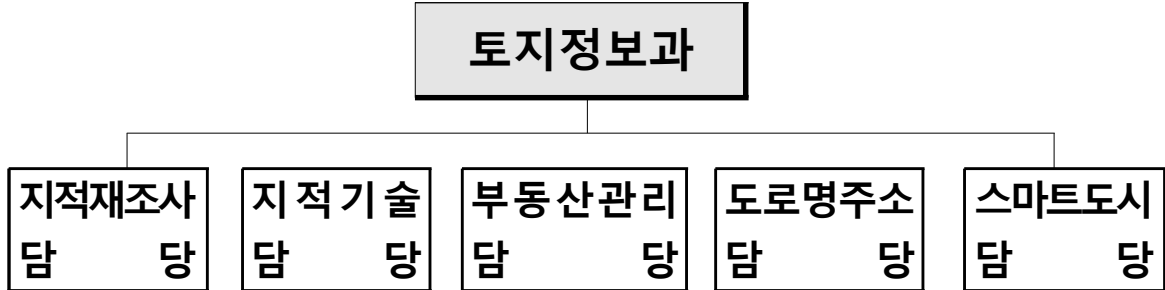 토지정보과
지적재조사
담 당
지적기술
담 당
부동산관리
담 당
도로명주소
담 당
스마트도시
담 당